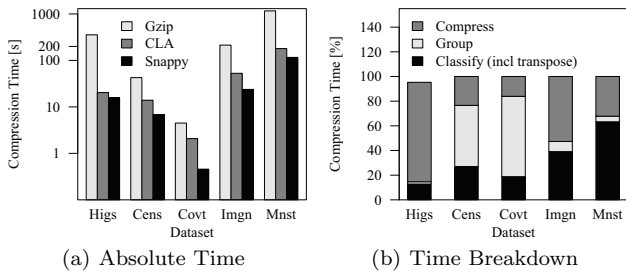 Compression Time [s]
1000
200
100
10
1
Gzip
CLA
Snappy
Higs Cens Covt Imgn Mnst
Dataset
(a) Absolute Time
Compression Time [%]
140
120
100
80
60
40
20
0
Compress
Group
Classify (incl transpose)
Higs Cens Covt Imgn Mnst
Dataset
(b) Time Breakdown